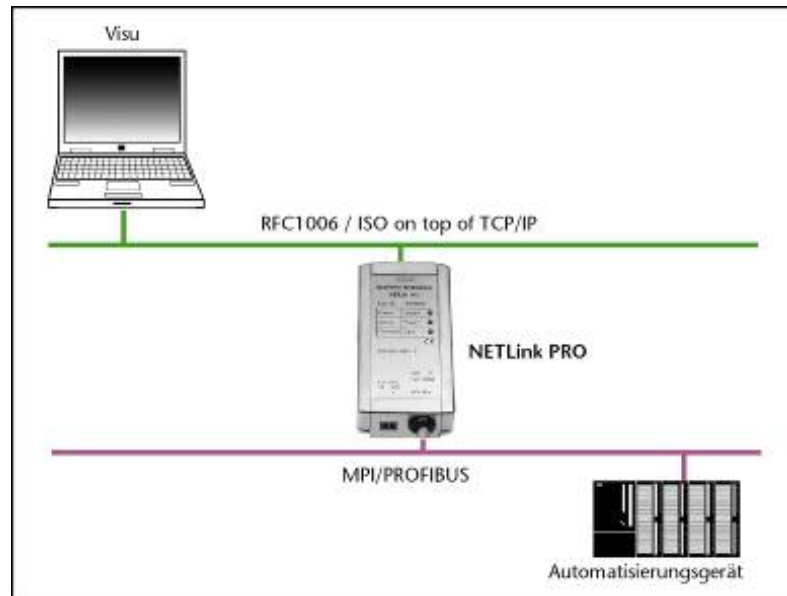 Visu
RFC1006 / ISO on top of TCP/IP
NETLink PRO
MPI/PROFIBUS
Automatisierungsgerät